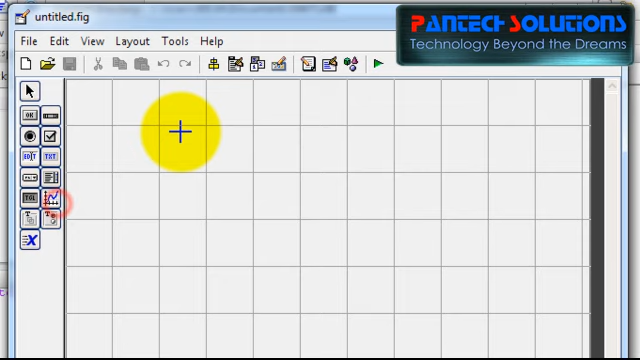 untitled.fig
PANTECH SOLUTIONS
Technology Beyond the Dreams
File Edit View Layout Tools Help
OK
EDIT TXT
TGL